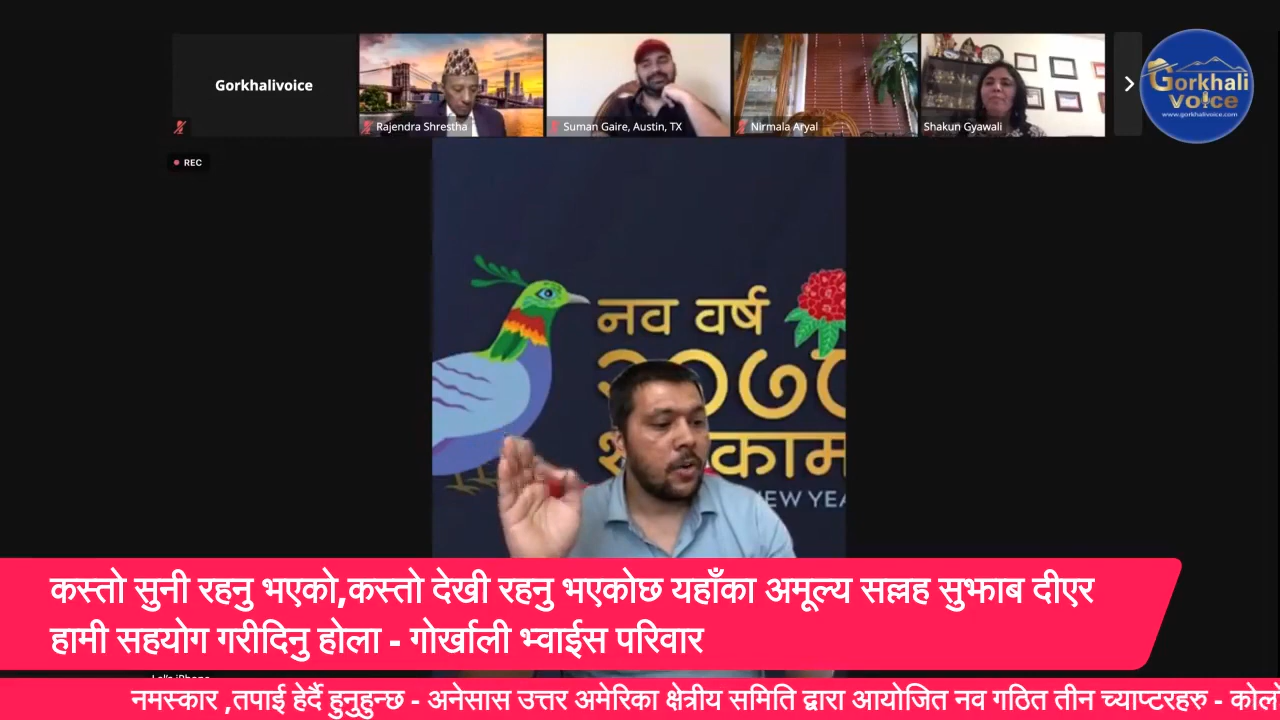 Gorkhalivoice
Rajendra Shrestha
Suman Gaire, Austin, TX
Nirmala Aryal
Shakun Gyawali
Gorkhali
voice
www.gorkhalivoice.com
REC
नव वर्ष
NEW YEA
कस्तो सुनी रहनु भएको,कस्तो देखी रहनु भएकोछ यहाँका अमूल्य सल्लह सुझाब दीएर
हामी सहयोग गरीदिनु होला - गोर्खाली भ्वाईस परिवार
नमस्कार ,तपाई हेर्दै हुनुहुन्छ - अनेसास उत्तर अमेरिका क्षेत्रीय समिति द्वारा आयोजित नव गठित तीन च्याप्टरहरु -